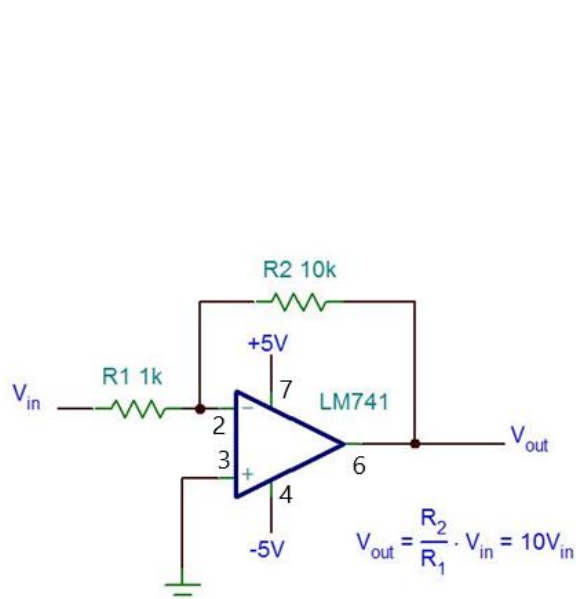 R2 10k
+5V
7
R1 1k
LM741
Vin
2
−
3
+
6
Vout
4
-5V
Vout = R2/R1 · Vin = 10Vin